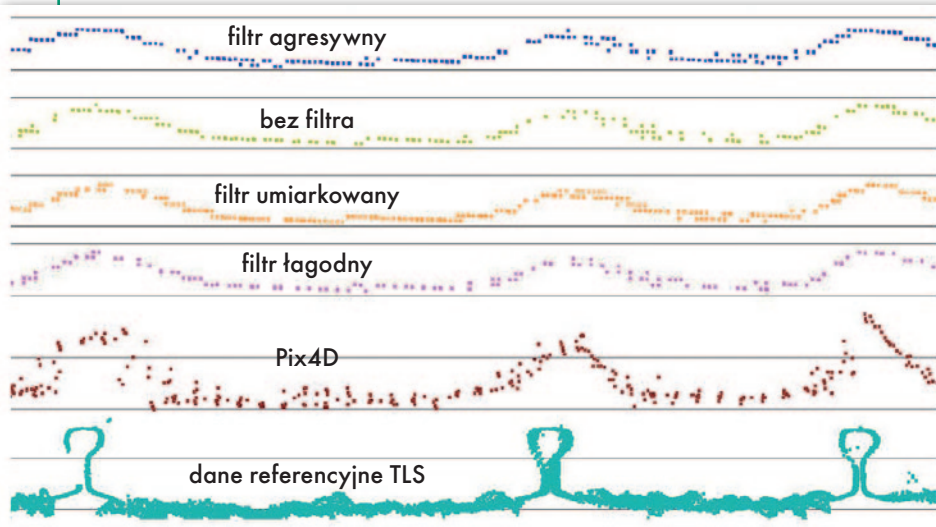 filtr agresywny
bez filtra
filtr umiarkowany
filtr łagodny
Pix4D
dane referencyjne TLS